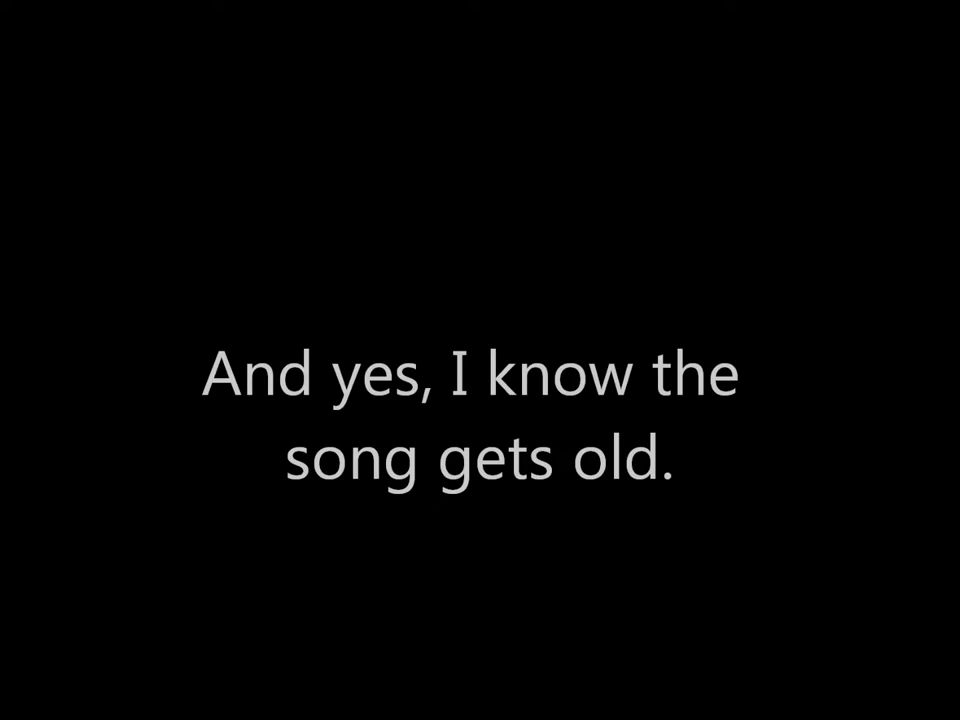 And yes, I know the
song gets old.